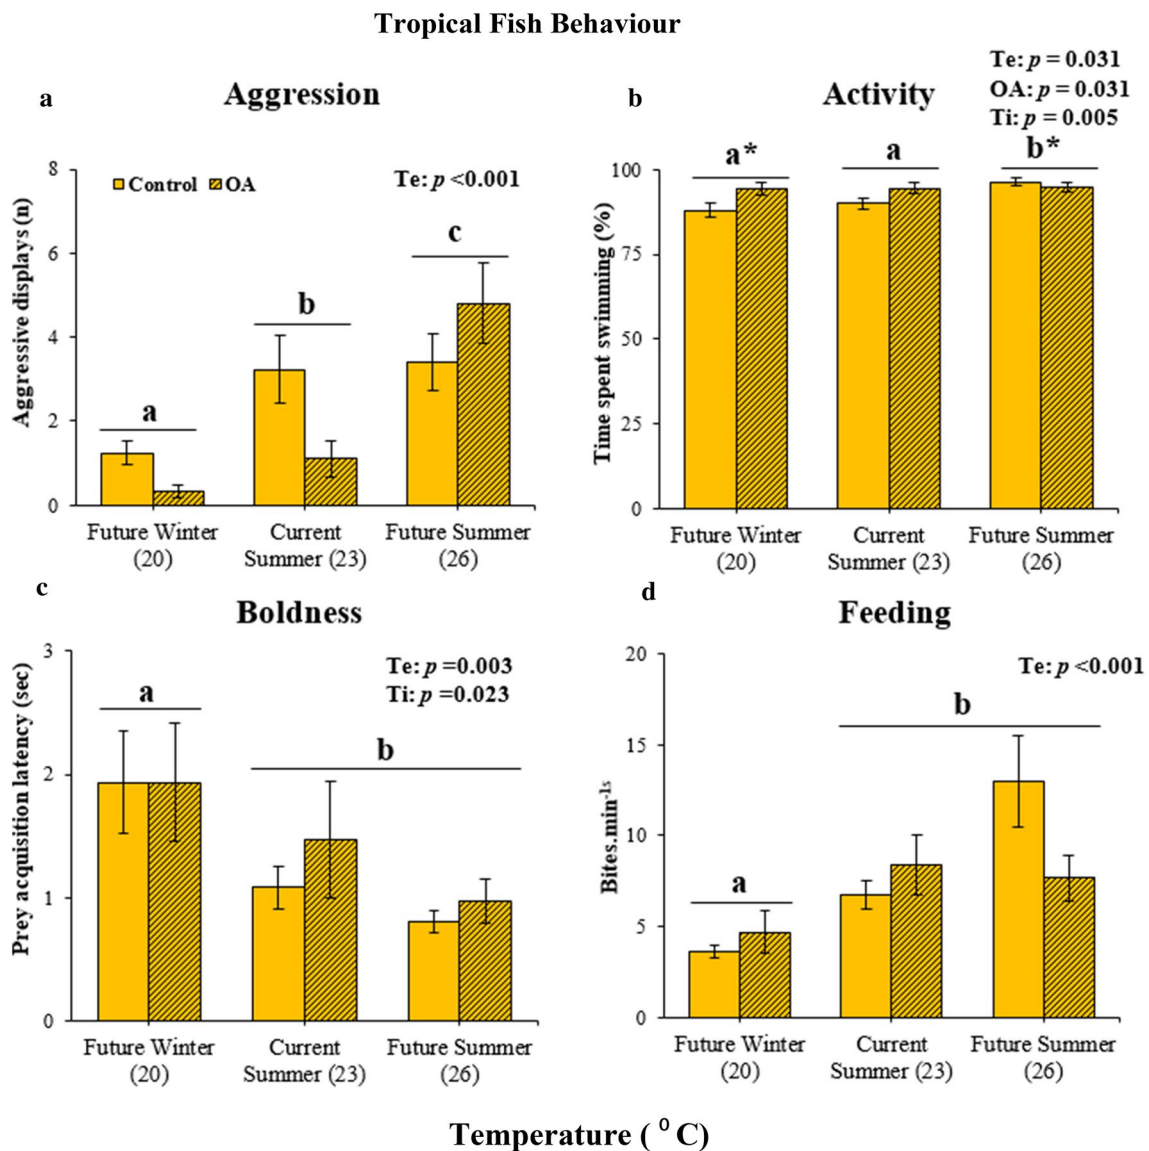 Tropical Fish Behaviour
a
Aggression
Aggressive displays (n)
8
6
4
2
0
Control OA
Te: p <0.001
a
b
c
Future Winter
(20)
Current
Summer (23)
Future Summer
(26)
b
Activity
Te: p = 0.031
OA: p = 0.031
Ti: p = 0.005
Time spent swimming (%)
100
75
50
25
0
a*
a
b*
Future Winter
(20)
Current
Summer (23)
Future Summer
(26)
c
Boldness
Prey acquisition latency (sec)
3
2
1
0
Te: p =0.003
Ti: p =0.023
a
b
Future Winter
(20)
Current
Summer (23)
Future Summer
(26)
d
Feeding
Bites.min⁻¹ˢ
20
15
10
5
0
Te: p <0.001
a
b
Future Winter
(20)
Current
Summer (23)
Future Summer
(26)
Temperature ( ⁰ C)